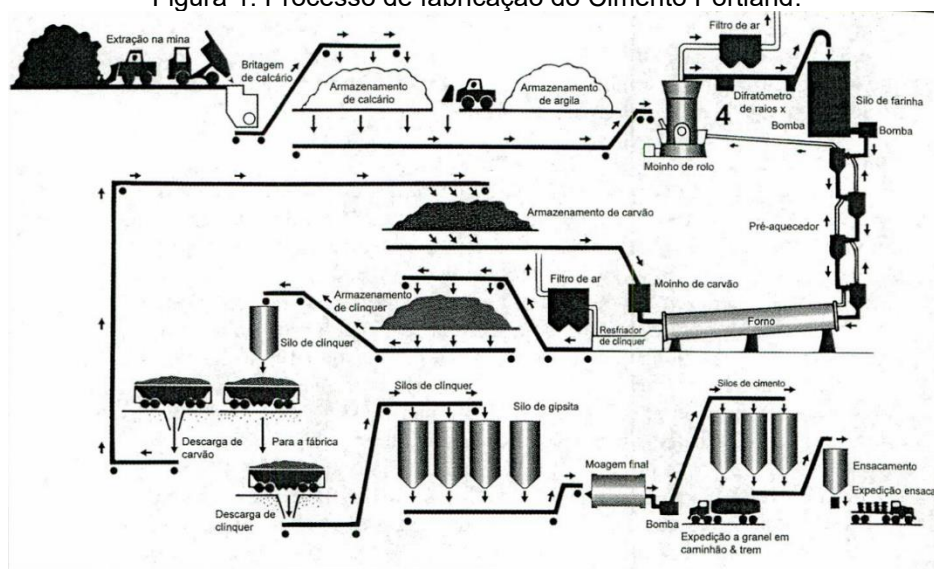 Figura 1. Processo de fabricação do Cimento Portland.
Extração na mina
Britagem
de calcário
Armazenamento
de calcário
Armazenamento
de argila
Filtro de ar
4
Difratômetro
de raios x
Bomba
Silo de farinha
Bomba
Moinho de rolo
Pré-aquecedor
Armazenamento de carvão
Moinho de carvão
Filtro de ar
Forno
Resfriador
de clínquer
Armazenamento
de clínquer
Silo de clínquer
Descarga de
carvão
Para a fábrica
Descarga de
clínquer
Silos de clínquer
Silo de gipsita
Moagem final
Bomba
Silos de cimento
Expedição a granel em
caminhão & trem
Ensacamento
Expedição ensaca